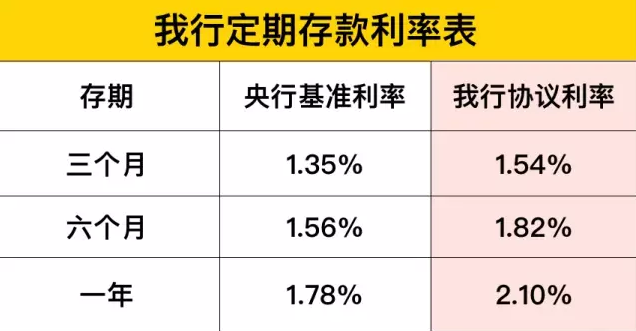 我行定期存款利率表
存期 央行基准利率 我行协议利率
三个月 1.35% 1.54%
六个月 1.56% 1.82%
一年 1.78% 2.10%